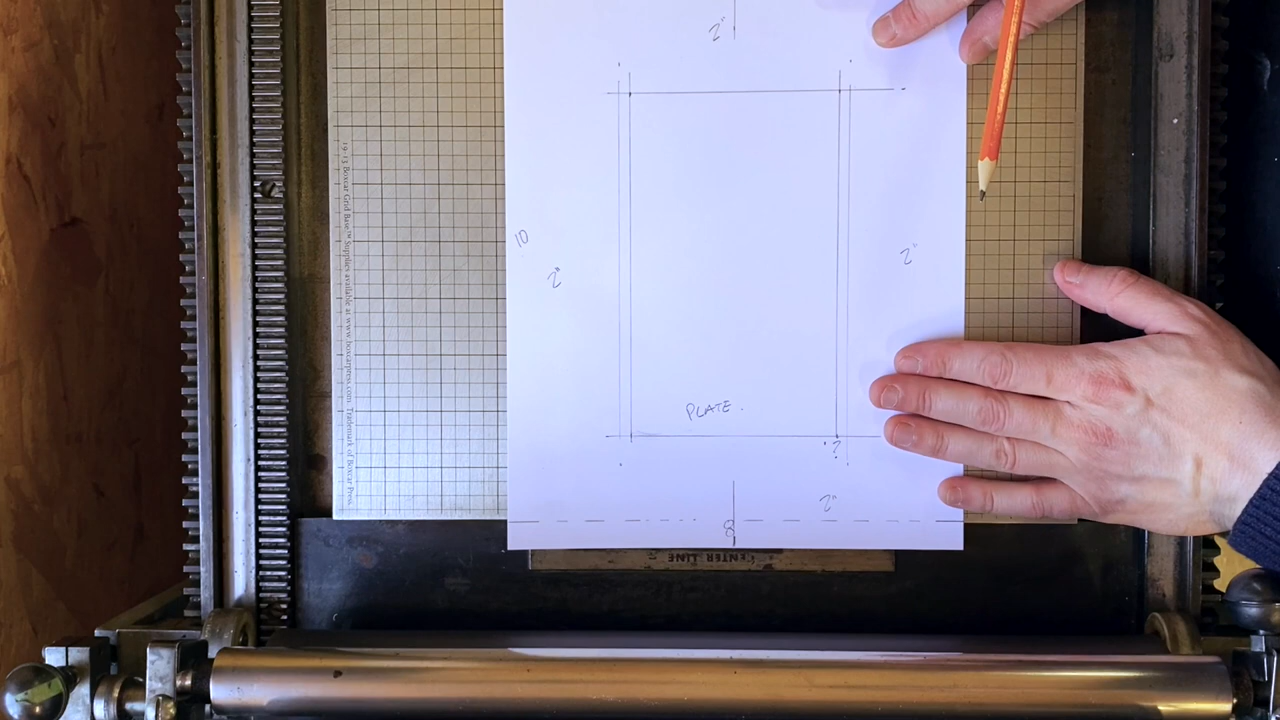 2"
10
2"
2"
PLATE.
?
2"
8
CENTER LINE
19×13 Boxcar Grid Base™ Supplies available at www.boxcarpress.com. Trademark of Boxcar Press.